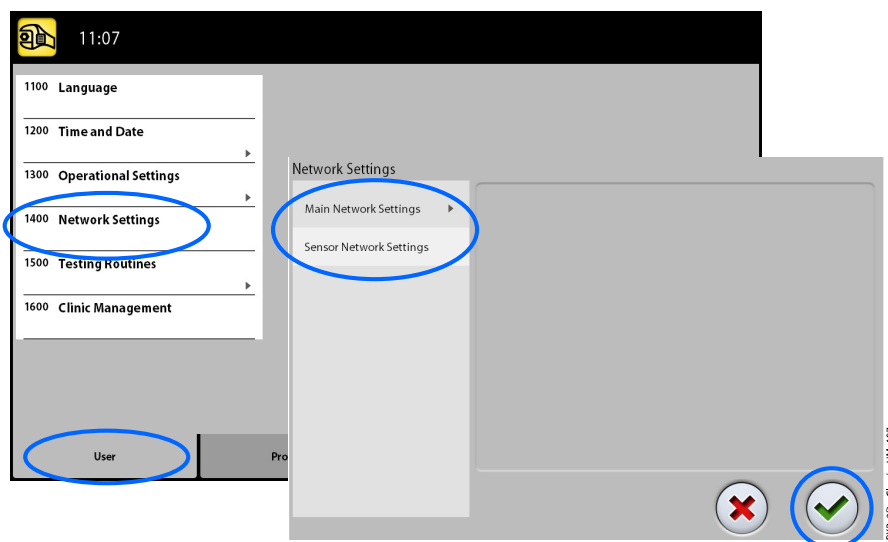 11:07
1100 Language
1200 Time and Date
1300 Operational Settings
1400 Network Settings
1500 Testing Routines
1600 Clinic Management
User
Network Settings
Main Network Settings
Sensor Network Settings